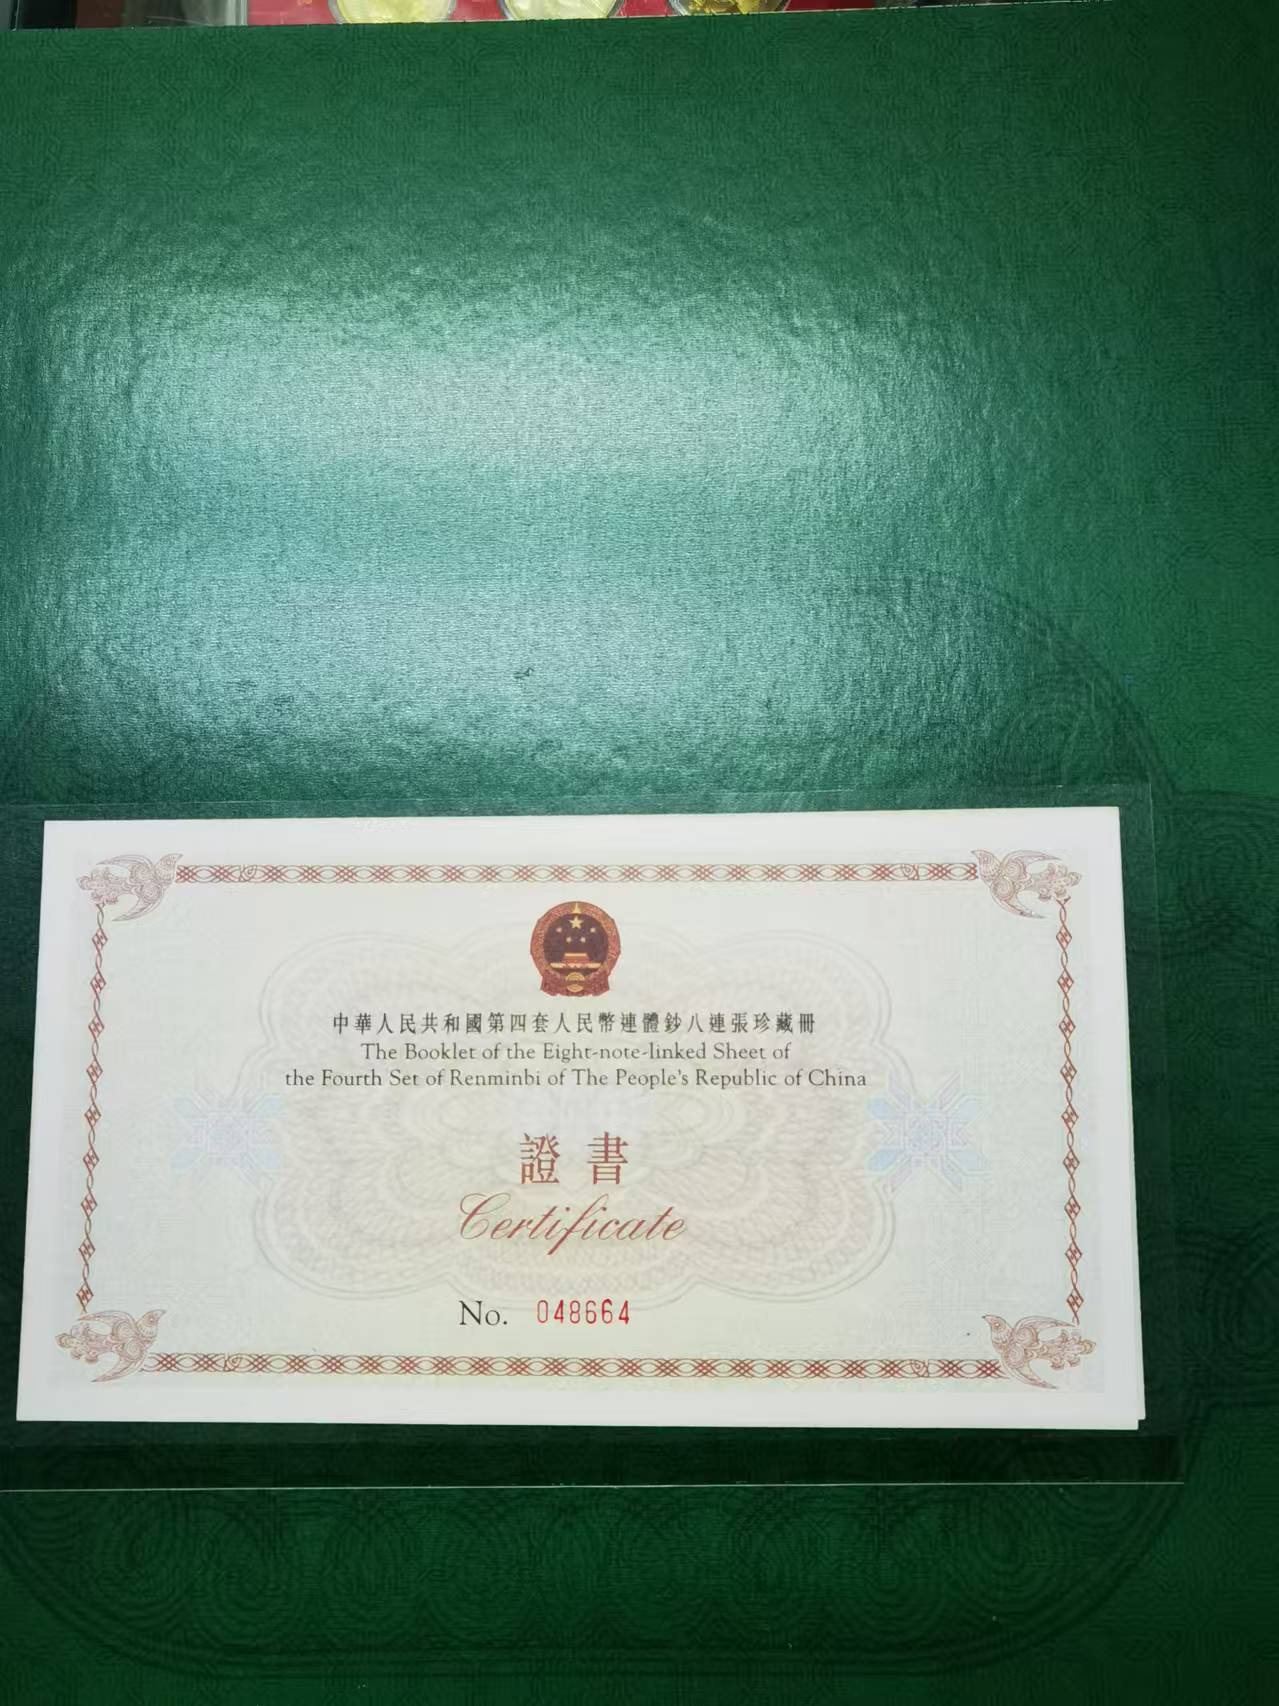 中華人民共和國第四套人民幣連體鈔八連張珍藏冊
The Booklet of the Eight-note-linked Sheet of
the Fourth Set of Renminbi of The People's Republic of China
證書
Certificate
No. 048664